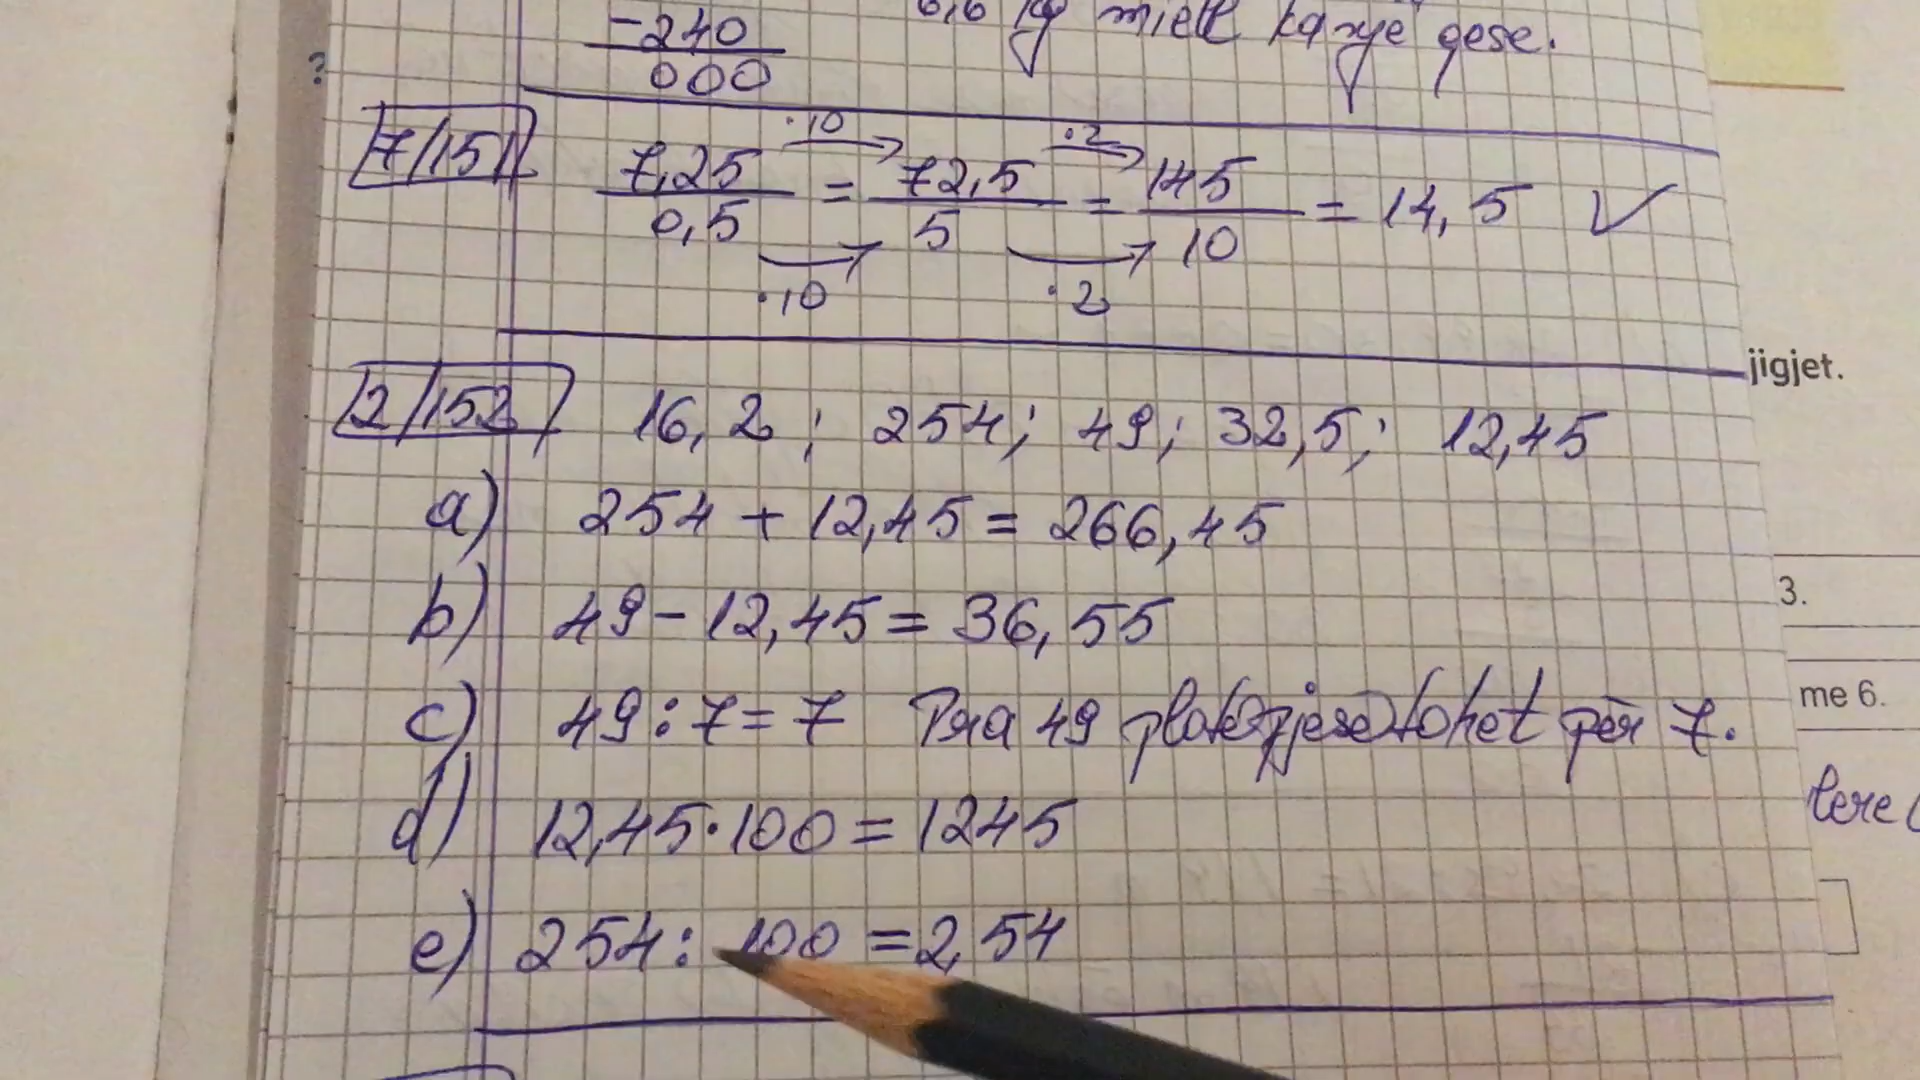 -240
6,6 kg miell ka një qese.
000
?
7/151
·10 ·2
7,25/0,5 = 72,5/5 = 145/10 = 14,5 ✓
·10 ·2
jigjet.
2/152 16,2; 254; 49; 32,5; 12,45
a) 254 + 12,45 = 266,45
b) 49 - 12,45 = 36,55
3.
c) 49 : 7 = 7 Pra 49 plotpjesëtohet për 7.
me 6.
d) 12,45 · 100 = 1245
e) 254 : 100 = 2,54